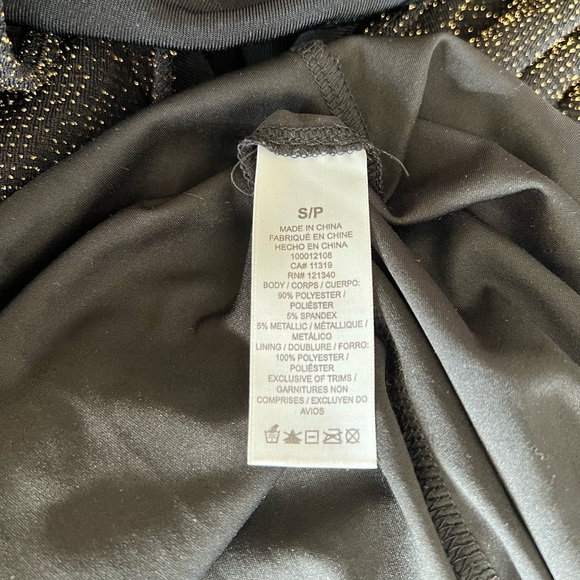 S/P
MADE IN CHINA
FABRIQUÉ EN CHINE
HECHO EN CHINA
100012108
CA# 11319
RN# 121340
BODY / CORPS / CUERPO:
90% POLYESTER /
POLIÉSTER
5% SPANDEX
5% METALLIC / MÉTALLIQUE /
METÁLICO
LINING / DOUBLURE / FORRO:
100% POLYESTER /
POLIÉSTER
EXCLUSIVE OF TRIMS /
GARNITURES NON
COMPRISES / EXCLUYEN DO
AVIOS